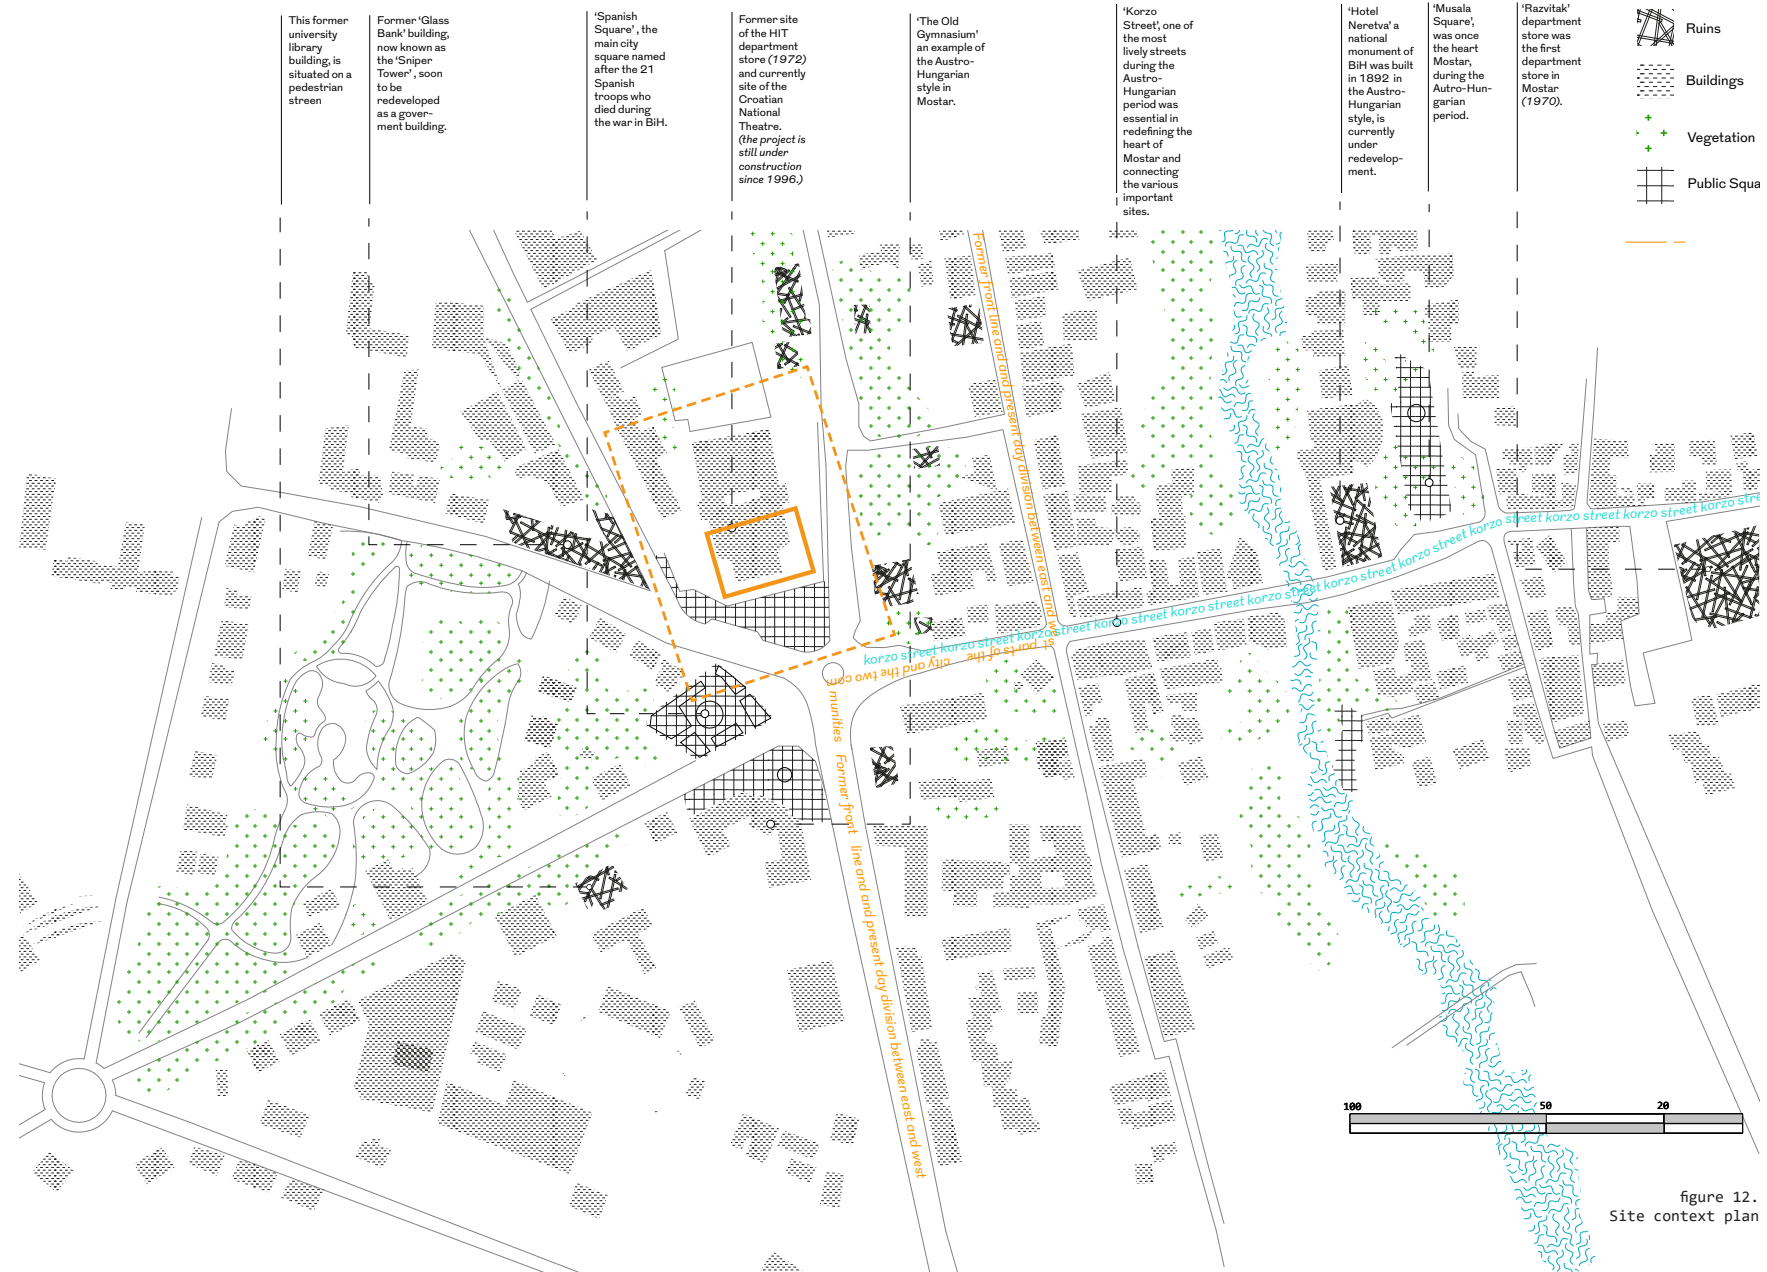 This former
university
library
building, is
situated on a
pedestrian
streen
Former ‘Glass
Bank’ building,
now known as
the ‘Sniper
Tower’ , soon
to be
redeveloped
as a gover-
ment building.
‘Spanish
Square’ , the
main city
square named
after the 21
Spanish
troops who
died during
the war in BiH.
Former site
of the HIT
department
store (1972)
and currently
site of the
Croatian
National
Theatre.
(the project is
still under
construction
since 1996.)
‘The Old
Gymnasium’
an example of
the Austro-
Hungarian
style in
Mostar.
‘Korzo
Street’, one of
the most
lively streets
during the
Austro-
Hungarian
period was
essential in
redefining the
heart of
Mostar and
connecting
the various
important
sites.
‘Hotel
Neretva’ a
national
monument of
BiH was built
in 1892 in
the Austro-
Hungarian
style, is
currently
under
redevelop-
ment.
‘Musala
Square’,
was once
the heart
Mostar,
during the
Autro-Hun-
garian
period.
‘Razvitak’
department
store was
the first
department
store in
Mostar
(1970).
Ruins
Buildings
Vegetation
Public Squa
Former front line and and present day division between east and west parts of the city and the two communities Former front line and and present day division between east and west
korzo street korzo street korzo street korzo street korzo street korzo street korzo street korzo street korzo street korzo street korzo street korzo stre
100 50 20
figure 12.
Site context plan